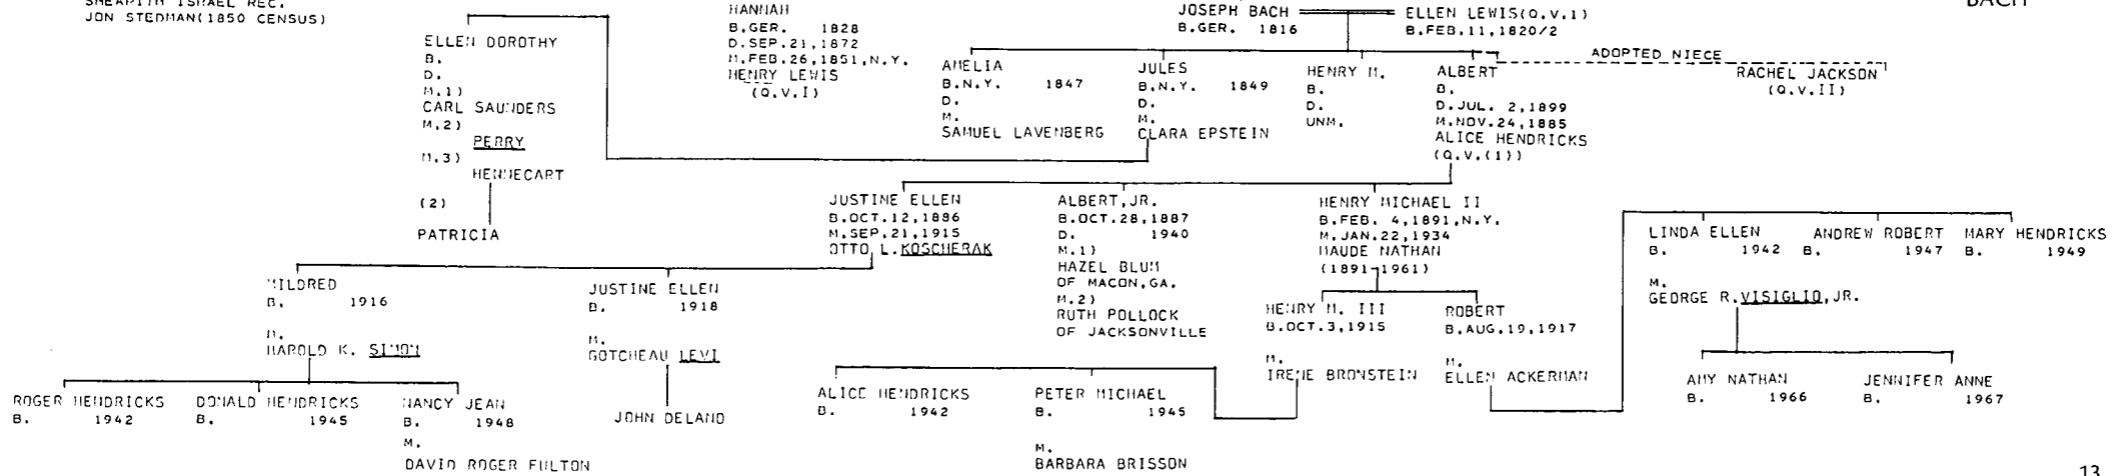 SHEARITH ISRAEL REC.
JON STEDMAN(1850 CENSUS)
BACH
HANNAH
B.GER. 1828
D.SEP.21,1872
M.FEB.26,1851,N.Y.
HENRY LEWIS
(Q.V.I)
JOSEPH BACH
B.GER. 1816
ELLEN LEWIS(Q.V.1)
B.FEB.11,1820/2
ELLEN DOROTHY
B.
D.
M.1)
CARL SAUNDERS
M.2)
PERRY
M.3)
HENNECART
(2)
PATRICIA
AMELIA
B.N.Y. 1847
D.
M.
SAMUEL LAVENBERG
JULES
B.N.Y. 1849
D.
M.
CLARA EPSTEIN
HENRY M.
B.
D.
UNM.
ALBERT
B.
D.JUL. 2,1899
M.NOV.24,1885
ALICE HENDRICKS
(Q.V.(1))
ADOPTED NIECE
RACHEL JACKSON
(Q.V.II)
JUSTINE ELLEN
B.OCT.12,1886
M.SEP.21,1915
OTTO L.KOSCHERAK
ALBERT,JR.
B.OCT.28,1887
D. 1940
M.1)
HAZEL BLUM
OF MACON,GA.
M.2)
RUTH POLLOCK
OF JACKSONVILLE
HENRY MICHAEL II
B.FEB. 4,1891,N.Y.
M.JAN.22,1934
MAUDE NATHAN
(1891-1961)
LINDA ELLEN
B. 1942
M.
GEORGE R.VISIGLIO,JR.
ANDREW ROBERT
B. 1947
MARY HENDRICKS
B. 1949
MILDRED
B. 1916
M.
HAROLD K. SIMON
JUSTINE ELLEN
B. 1918
M.
GOTCHEAU LEVI
HENRY M. III
B.OCT.3,1915
M.
IRENE BRONSTEIN
ROBERT
B.AUG.19,1917
M.
ELLEN ACKERMAN
ROGER HENDRICKS
B. 1942
DONALD HENDRICKS
B. 1945
NANCY JEAN
B. 1948
M.
DAVID ROGER FULTON
JOHN DELANO
ALICE HENDRICKS
B. 1942
PETER MICHAEL
B. 1945
M.
BARBARA BRISSON
AMY NATHAN
B. 1966
JENNIFER ANNE
B. 1967
13